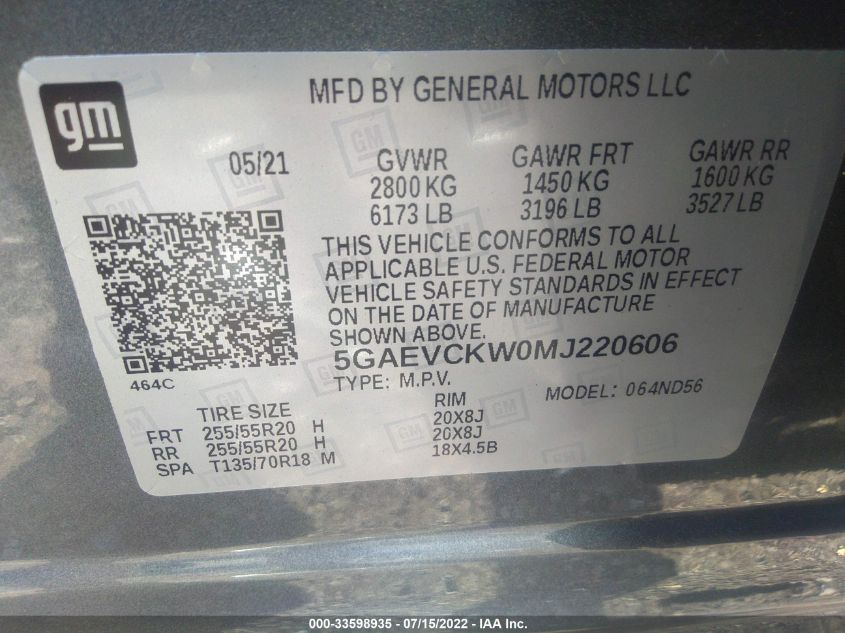 gm
MFD BY GENERAL MOTORS LLC
05/21
GVWR GAWR FRT GAWR RR
2800 KG 1450 KG 1600 KG
6173 LB 3196 LB 3527 LB
THIS VEHICLE CONFORMS TO ALL
APPLICABLE U.S. FEDERAL MOTOR
VEHICLE SAFETY STANDARDS IN EFFECT
ON THE DATE OF MANUFACTURE
SHOWN ABOVE.
5GAEVCKW0MJ220606
464C
TYPE: M.P.V. MODEL: 064ND56
TIRE SIZE RIM
FRT 255/55R20 H 20X8J
RR 255/55R20 H 20X8J
SPA T135/70R18 M 18X4.5B
000-33598935 - 07/15/2022 - IAA Inc.